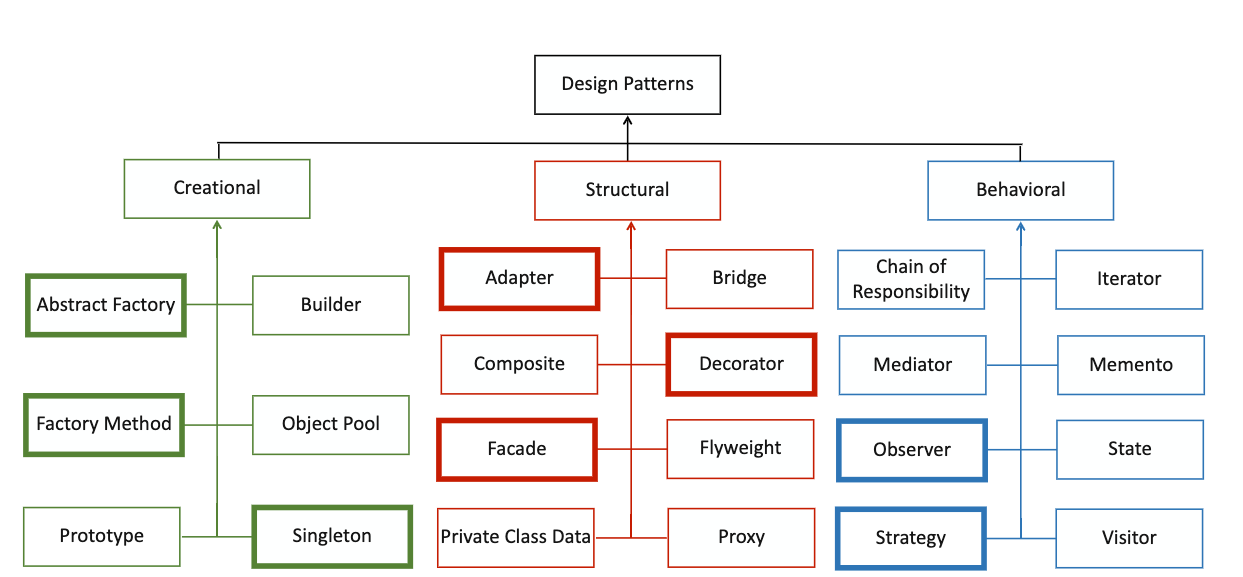 Design Patterns
Creational
Structural
Behavioral
Abstract Factory
Builder
Factory Method
Object Pool
Prototype
Singleton
Adapter
Bridge
Composite
Decorator
Facade
Flyweight
Private Class Data
Proxy
Chain of
Responsibility
Iterator
Mediator
Memento
Observer
State
Strategy
Visitor